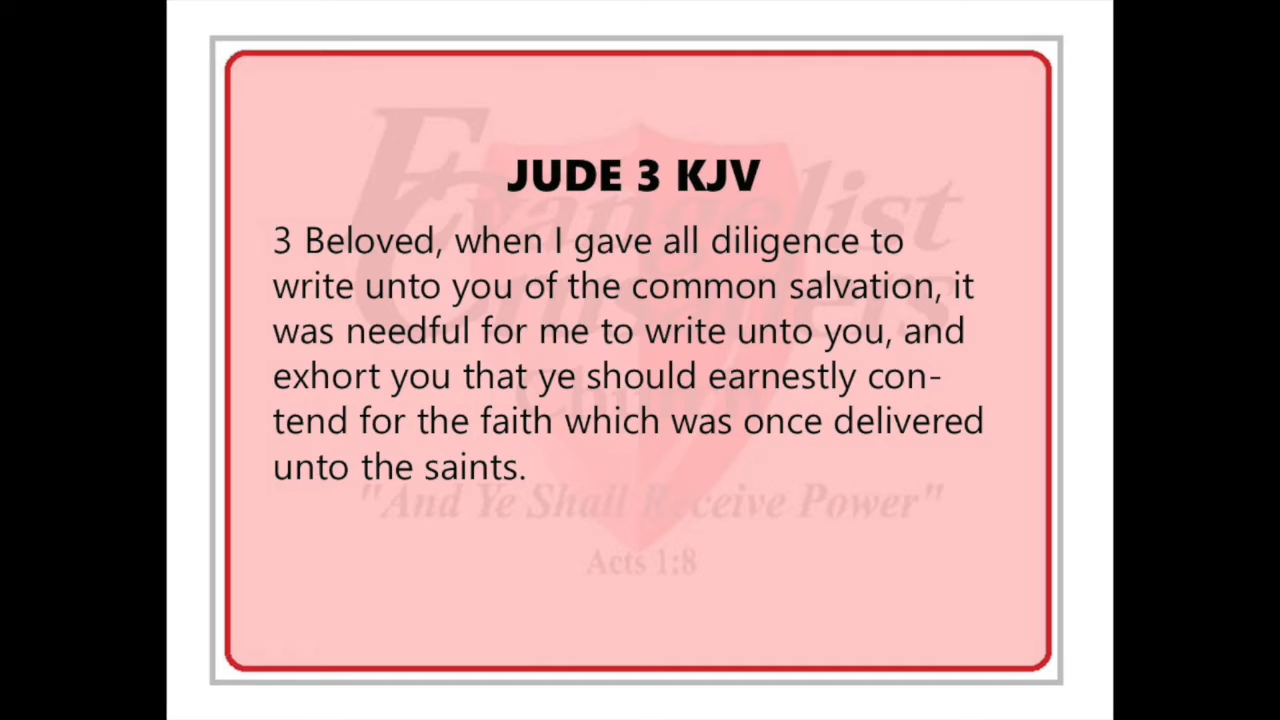 JUDE 3 KJV
3 Beloved, when I gave all diligence to
write unto you of the common salvation, it
was needful for me to write unto you, and
exhort you that ye should earnestly con-
tend for the faith which was once delivered
unto the saints.
Evangelist
"And Ye Shall Receive Power"
Acts 1:8